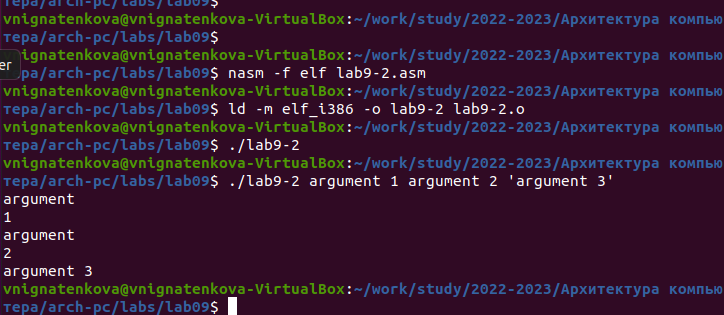 тера/arch-pc/labs/lab09$
vnignatenkova@vnignatenkova-VirtualBox:~/work/study/2022-2023/Архитектура компью
тера/arch-pc/labs/lab09$
vnignatenkova@vnignatenkova-VirtualBox:~/work/study/2022-2023/Архитектура компью
er ра/arch-pc/labs/lab09$ nasm -f elf lab9-2.asm
vnignatenkova@vnignatenkova-VirtualBox:~/work/study/2022-2023/Архитектура компью
тера/arch-pc/labs/lab09$ ld -m elf_i386 -o lab9-2 lab9-2.o
vnignatenkova@vnignatenkova-VirtualBox:~/work/study/2022-2023/Архитектура компью
тера/arch-pc/labs/lab09$ ./lab9-2
vnignatenkova@vnignatenkova-VirtualBox:~/work/study/2022-2023/Архитектура компью
тера/arch-pc/labs/lab09$ ./lab9-2 argument 1 argument 2 'argument 3'
argument
1
argument
2
argument 3
vnignatenkova@vnignatenkova-VirtualBox:~/work/study/2022-2023/Архитектура компью
тера/arch-pc/labs/lab09$